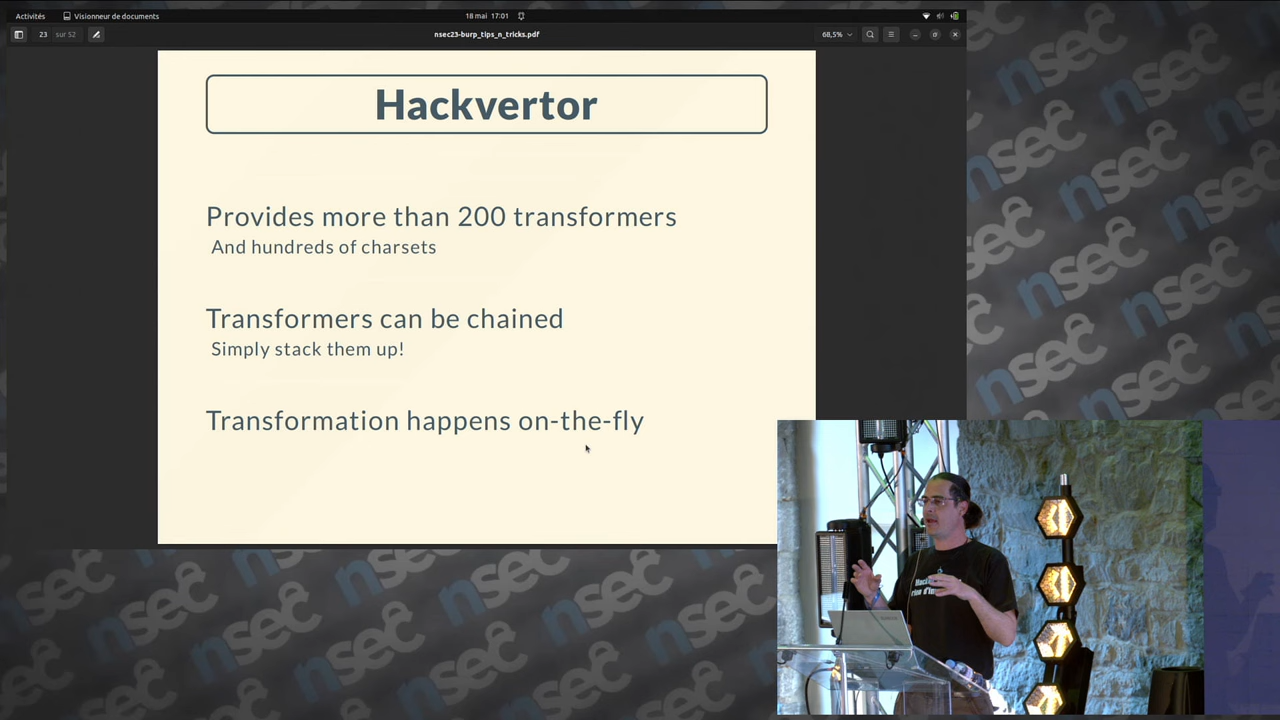 Activités
Visionneur de documents
18 mai 17:01
23
sur 52
nsec23-burp_tips_n_tricks.pdf
68,5%
Hackvertor
Provides more than 200 transformers
And hundreds of charsets
Transformers can be chained
Simply stack them up!
Transformation happens on-the-fly
nsec